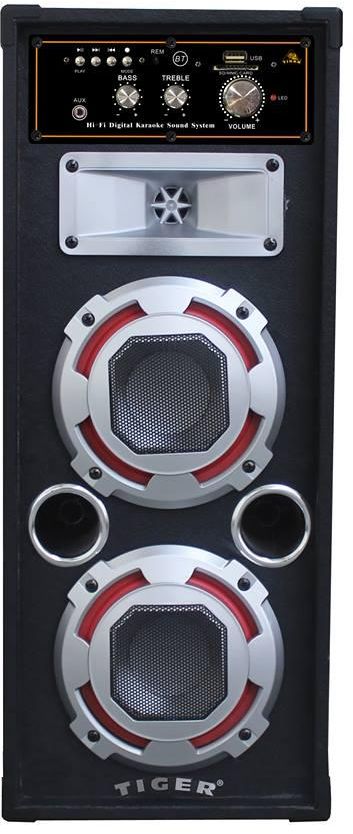 REM BT USB
PLAY MODE SD/MMC CARD
BASS TREBLE
AUX LED
VOLUME
Hi-Fi Digital Karaoke Sound System
TIGER®